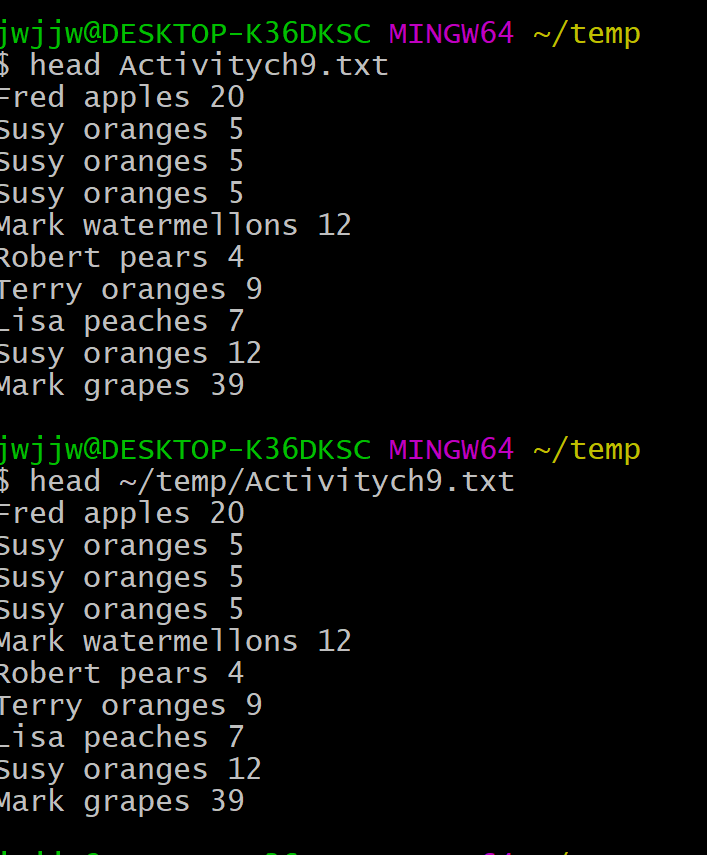 jwjjw@DESKTOP-K36DKSC MINGW64 ~/temp
$ head Activitych9.txt
Fred apples 20
Susy oranges 5
Susy oranges 5
Susy oranges 5
Mark watermellons 12
Robert pears 4
Terry oranges 9
Lisa peaches 7
Susy oranges 12
Mark grapes 39
jwjjw@DESKTOP-K36DKSC MINGW64 ~/temp
$ head ~/temp/Activitych9.txt
Fred apples 20
Susy oranges 5
Susy oranges 5
Susy oranges 5
Mark watermellons 12
Robert pears 4
Terry oranges 9
Lisa peaches 7
Susy oranges 12
Mark grapes 39